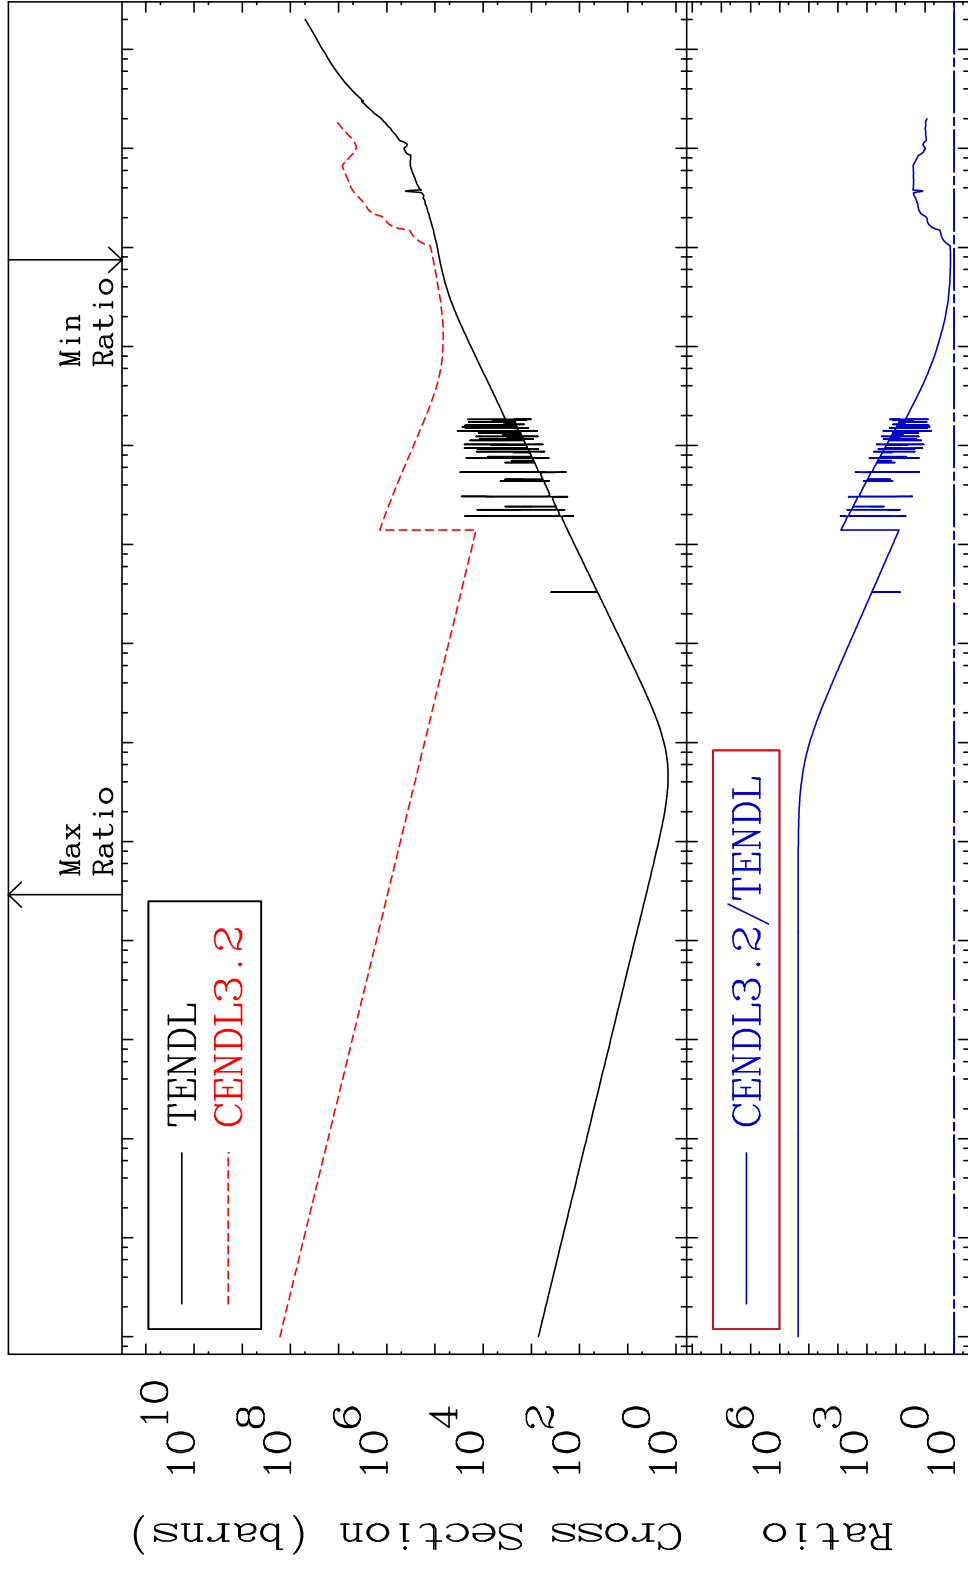 Max
Ratio
Min
Ratio
TENDL
CENDL3.2
Cross Section (barns)
10 10
10 8
10 6
10 4
10 2
10 0
CENDL3.2/TENDL
Ratio
10 6
10 3
10 0